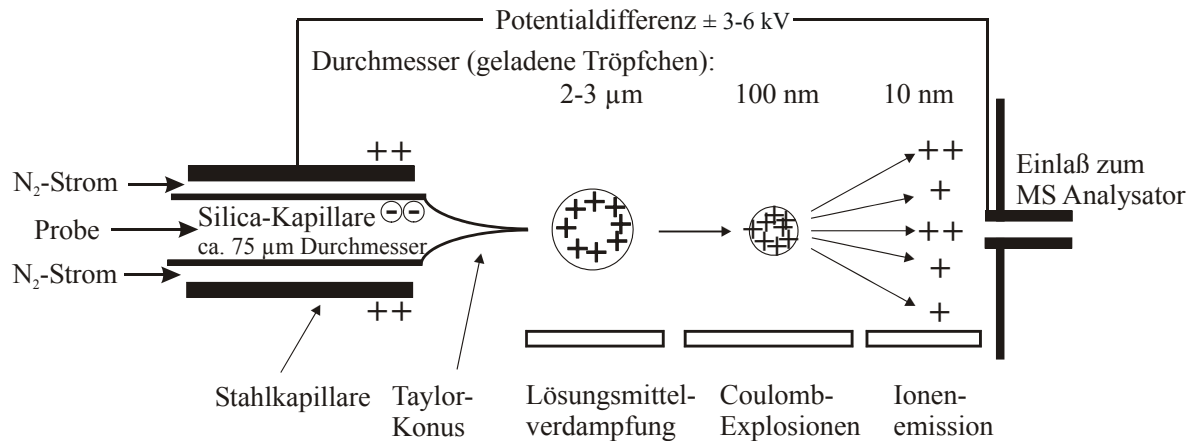 Potentialdifferenz ± 3-6 kV
Durchmesser (geladene Tröpfchen):
2-3 µm
100 nm
10 nm
++
++
N₂-Strom
Einlaß zum
MS Analysator
+
Silica-Kapillare
Probe
++
ca. 75 µm Durchmesser
N₂-Strom
+
++
+
Stahlkapillare
Taylor-
Konus
Lösungsmittel-
verdampfung
Coulomb-
Explosionen
Ionen-
emission